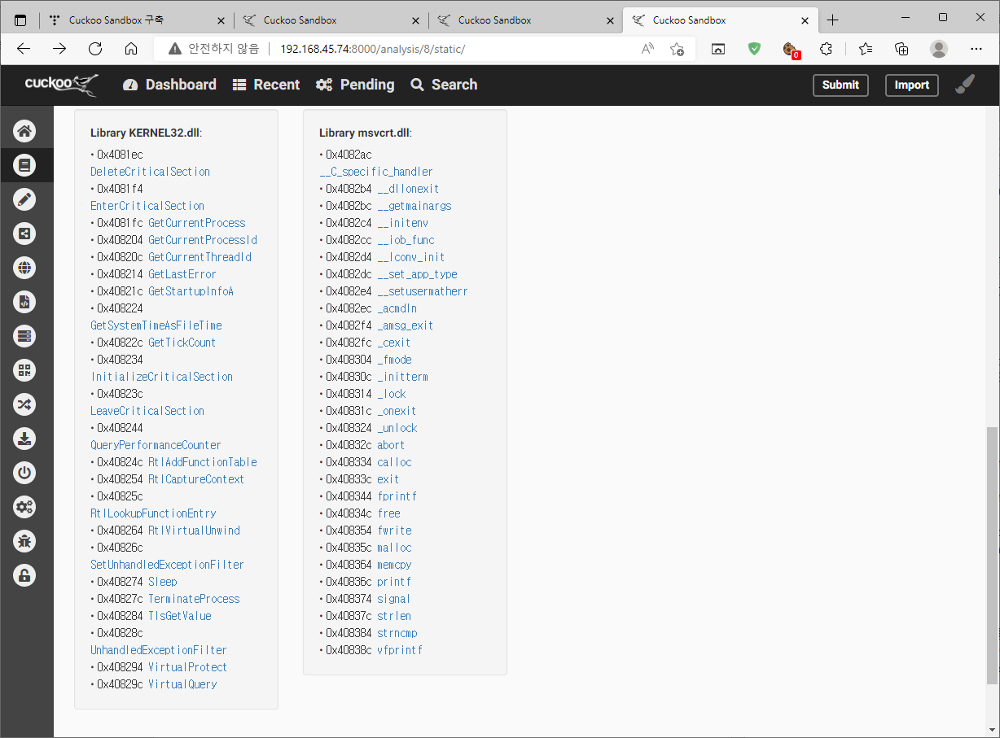 Cuckoo Sandbox 구축
Cuckoo Sandbox
Cuckoo Sandbox
Cuckoo Sandbox
안전하지 않음
192.168.45.74:8000/analysis/8/static/
0
cuckoo
Dashboard
Recent
Pending
Search
Submit
Import
Library KERNEL32.dll:
• 0x4081ec
DeleteCriticalSection
• 0x4081f4
EnterCriticalSection
• 0x4081fc GetCurrentProcess
• 0x408204 GetCurrentProcessId
• 0x40820c GetCurrentThreadId
• 0x408214 GetLastError
• 0x40821c GetStartupInfoA
• 0x408224
GetSystemTimeAsFileTime
• 0x40822c GetTickCount
• 0x408234
InitializeCriticalSection
• 0x40823c
LeaveCriticalSection
• 0x408244
QueryPerformanceCounter
• 0x40824c RtlAddFunctionTable
• 0x408254 RtlCaptureContext
• 0x40825c
RtlLookupFunctionEntry
• 0x408264 RtlVirtualUnwind
• 0x40826c
SetUnhandledExceptionFilter
• 0x408274 Sleep
• 0x40827c TerminateProcess
• 0x408284 TlsGetValue
• 0x40828c
UnhandledExceptionFilter
• 0x408294 VirtualProtect
• 0x40829c VirtualQuery
Library msvcrt.dll:
• 0x4082ac
__C_specific_handler
• 0x4082b4 __dllonexit
• 0x4082bc __getmainargs
• 0x4082c4 __initenv
• 0x4082cc __iob_func
• 0x4082d4 __lconv_init
• 0x4082dc __set_app_type
• 0x4082e4 __setusermatherr
• 0x4082ec _acmdln
• 0x4082f4 _amsg_exit
• 0x4082fc _cexit
• 0x408304 _fmode
• 0x40830c _initterm
• 0x408314 _lock
• 0x40831c _onexit
• 0x408324 _unlock
• 0x40832c abort
• 0x408334 calloc
• 0x40833c exit
• 0x408344 fprintf
• 0x40834c free
• 0x408354 fwrite
• 0x40835c malloc
• 0x408364 memcpy
• 0x40836c printf
• 0x408374 signal
• 0x40837c strlen
• 0x408384 strncmp
• 0x40838c vfprintf